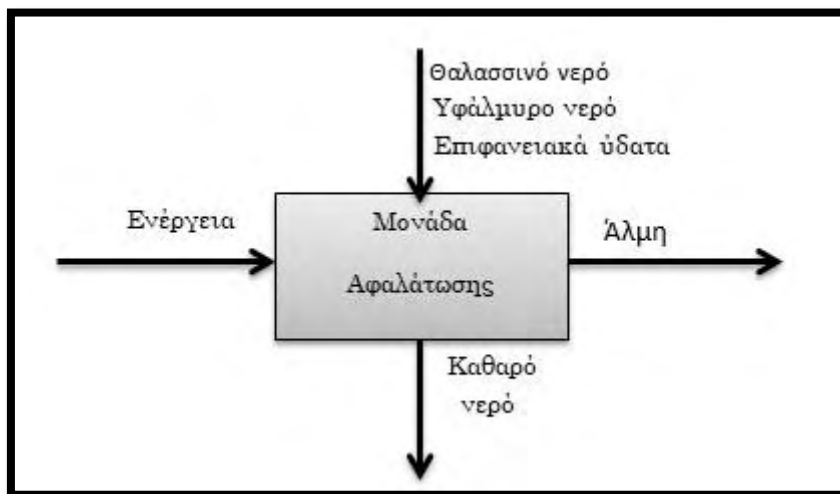 Θαλασσινό νερό
Υφάλμυρο νερό
Επιφανειακά ύδατα
Ενέργεια
Μονάδα
Αφαλάτωσης
Άλμη
Καθαρό
νερό